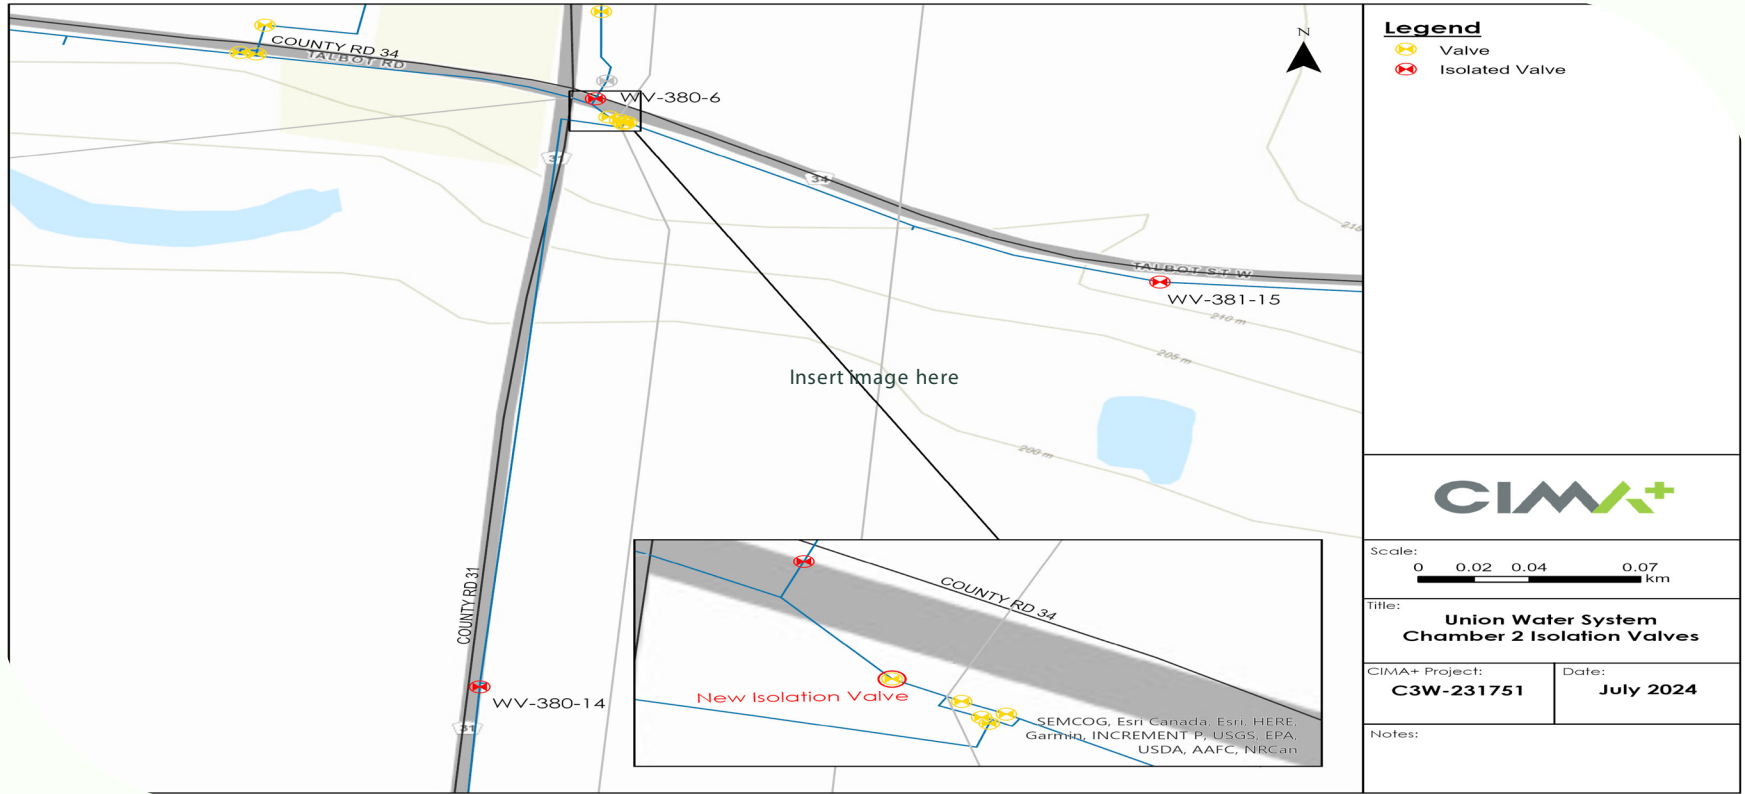 COUNTY RD 34
TALBOT RD
WV-380-6
31
34
TALBOT ST W
WV-381-15
210 m
205 m
200 m
215
Insert image here
COUNTY RD 31
WV-380-14
31
COUNTY RD 34
New Isolation Valve
SEMCOG, Esri Canada, Esri, HERE,
Garmin, INCREMENT P, USGS, EPA,
USDA, AAFC, NRCan
N
Legend
Valve
Isolated Valve
CIMA+
Scale:
0 0.02 0.04 0.07
km
Title:
Union Water System
Chamber 2 Isolation Valves
CIMA+ Project:
C3W-231751
Date:
July 2024
Notes: